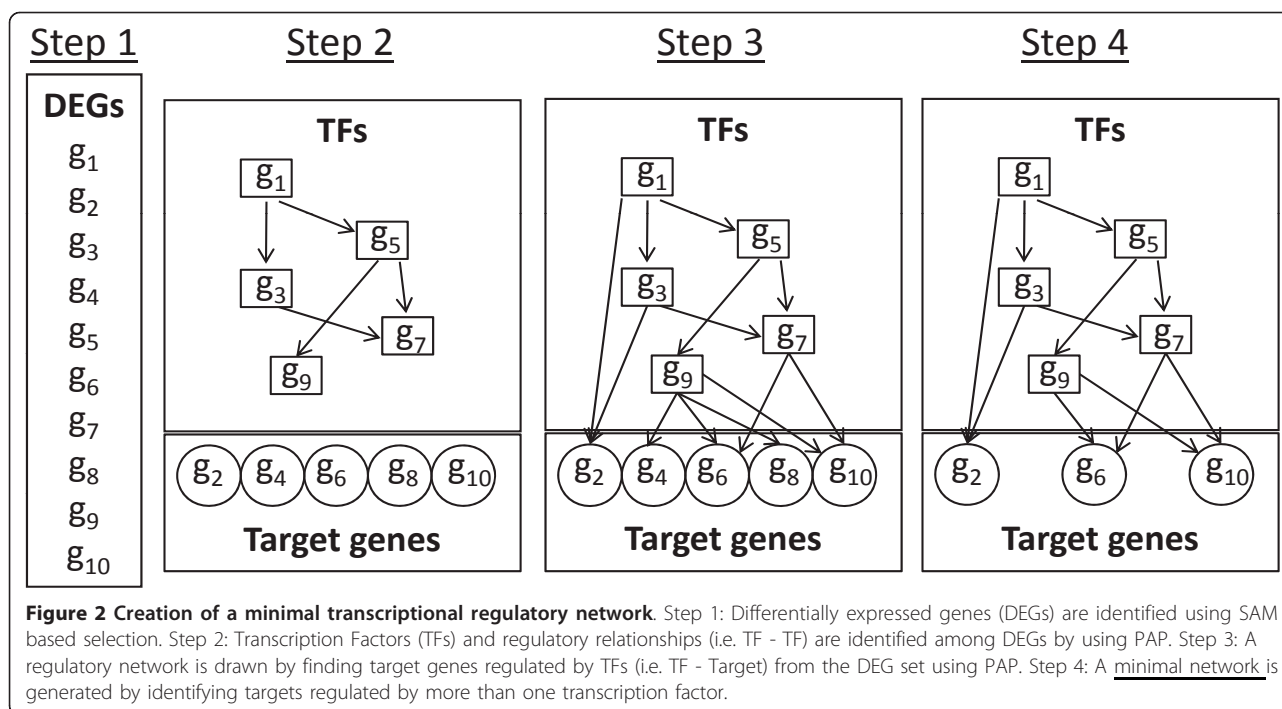 Step 1
Step 2
Step 3
Step 4
DEGs
g1
g2
g3
g4
g5
g6
g7
g8
g9
g10
TFs
g1
g5
g3
g7
g9
g2 g4 g6 g8 g10
Target genes
TFs
g1
g5
g3
g7
g9
g2 g4 g6 g8 g10
Target genes
TFs
g1
g5
g3
g7
g9
g2 g6 g10
Target genes
Figure 2 Creation of a minimal transcriptional regulatory network. Step 1: Differentially expressed genes (DEGs) are identified using SAM
based selection. Step 2: Transcription Factors (TFs) and regulatory relationships (i.e. TF - TF) are identified among DEGs by using PAP. Step 3: A
regulatory network is drawn by finding target genes regulated by TFs (i.e. TF - Target) from the DEG set using PAP. Step 4: A minimal network is
generated by identifying targets regulated by more than one transcription factor.